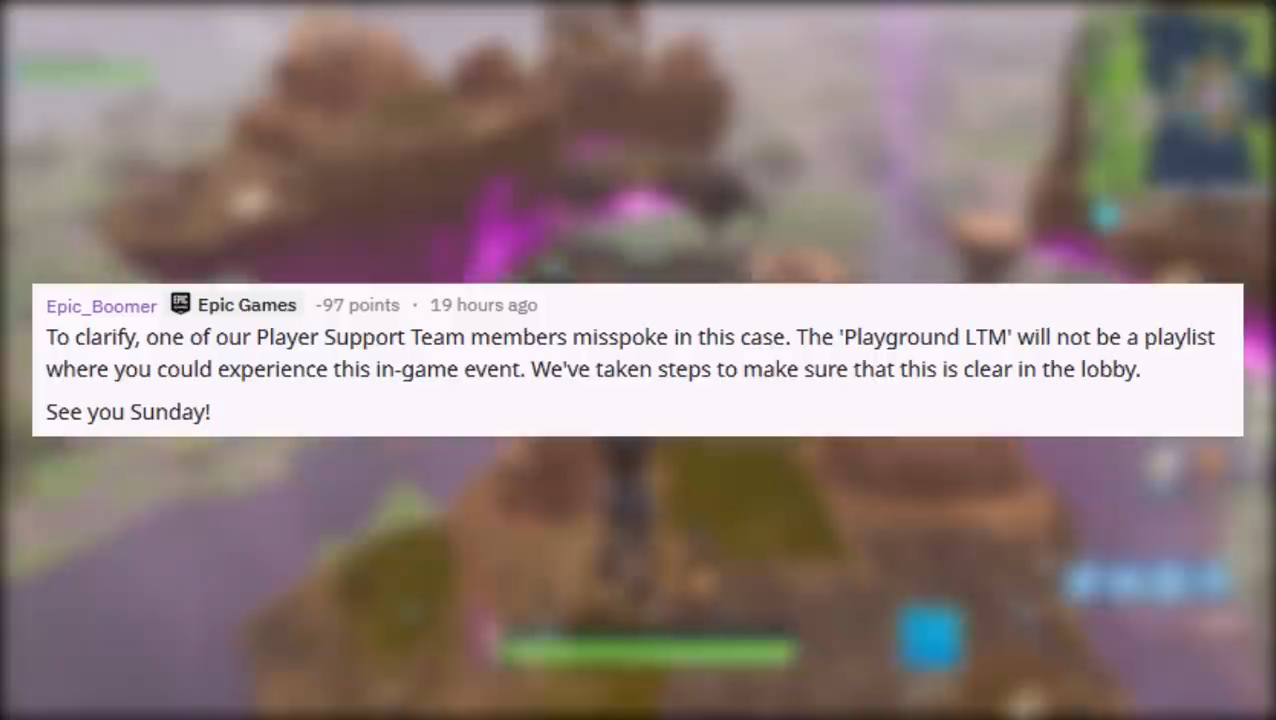 Epic_Boomer EPIC GAMES Epic Games -97 points · 19 hours ago
To clarify, one of our Player Support Team members misspoke in this case. The 'Playground LTM' will not be a playlist
where you could experience this in-game event. We've taken steps to make sure that this is clear in the lobby.
See you Sunday!